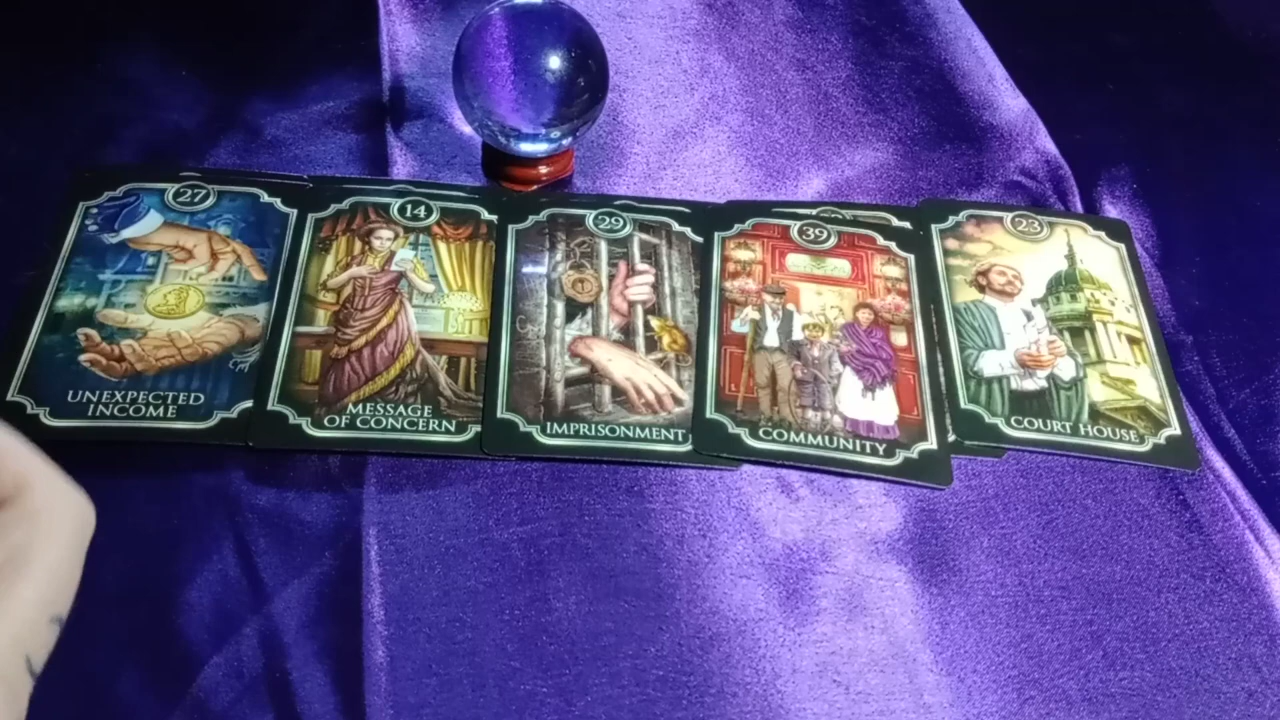 27
UNEXPECTED
INCOME
14
MESSAGE
OF CONCERN
29
IMPRISONMENT
39
COMMUNITY
23
COURT HOUSE